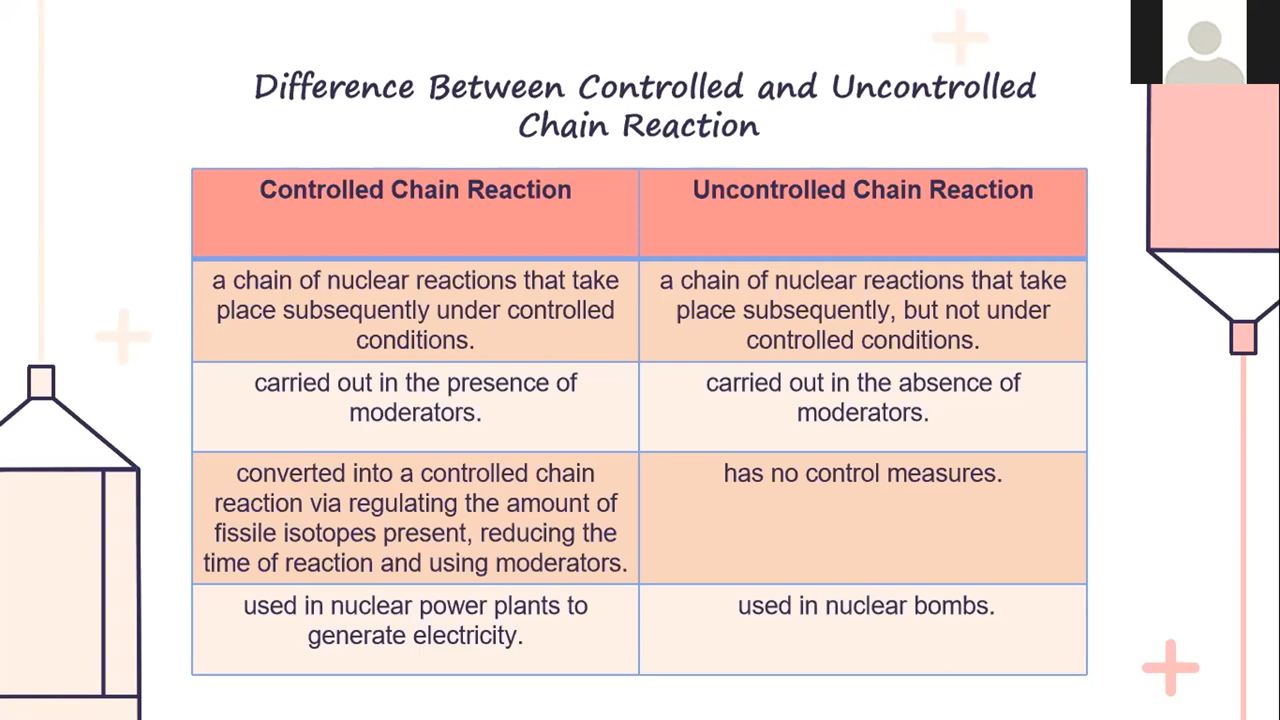 Difference Between Controlled and Uncontrolled
Chain Reaction
Controlled Chain Reaction
Uncontrolled Chain Reaction
a chain of nuclear reactions that take
place subsequently under controlled
conditions.
a chain of nuclear reactions that take
place subsequently, but not under
controlled conditions.
carried out in the presence of
moderators.
carried out in the absence of
moderators.
converted into a controlled chain
reaction via regulating the amount of
fissile isotopes present, reducing the
time of reaction and using moderators.
has no control measures.
used in nuclear power plants to
generate electricity.
used in nuclear bombs.